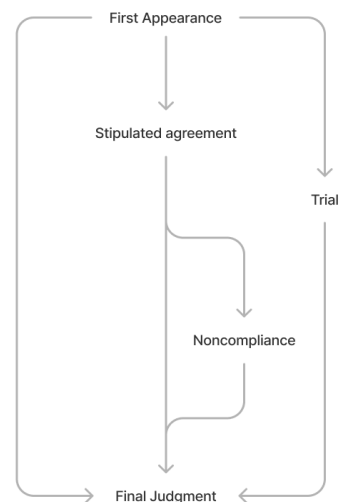 First Appearance
Stipulated agreement
Trial
Noncompliance
Final Judgment